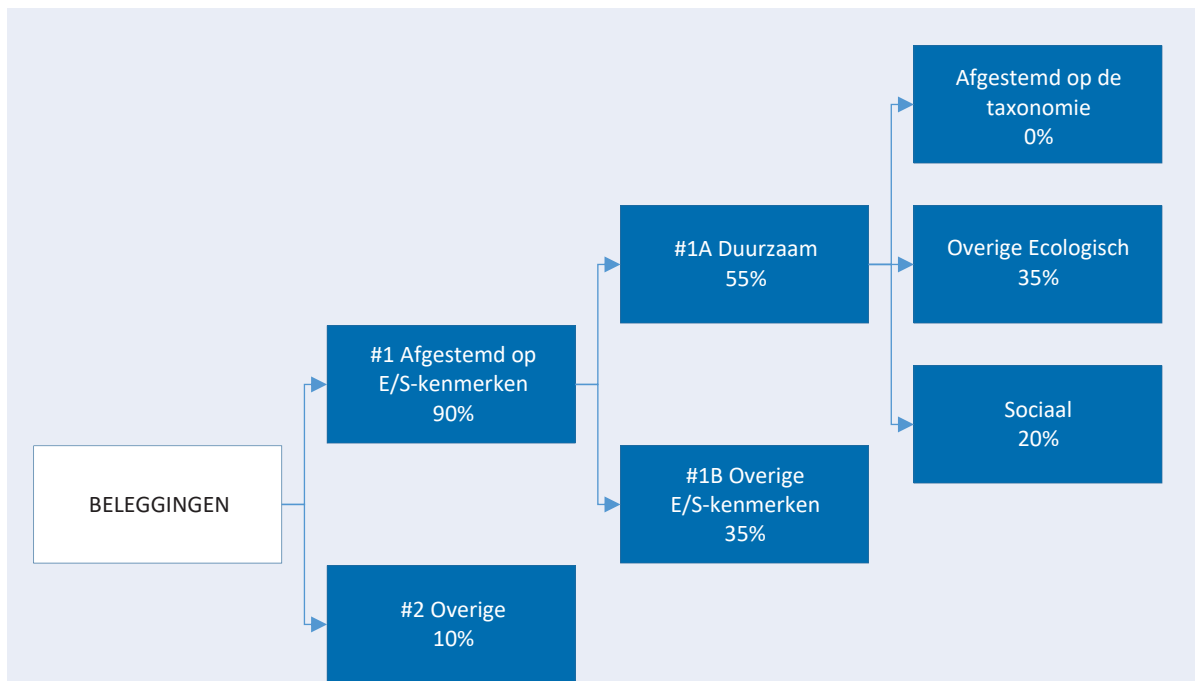 BELEGGINGEN
#1 Afgestemd op
E/S-kenmerken
90%
#2 Overige
10%
#1A Duurzaam
55%
#1B Overige
E/S-kenmerken
35%
Afgestemd op de
taxonomie
0%
Overige Ecologisch
35%
Sociaal
20%